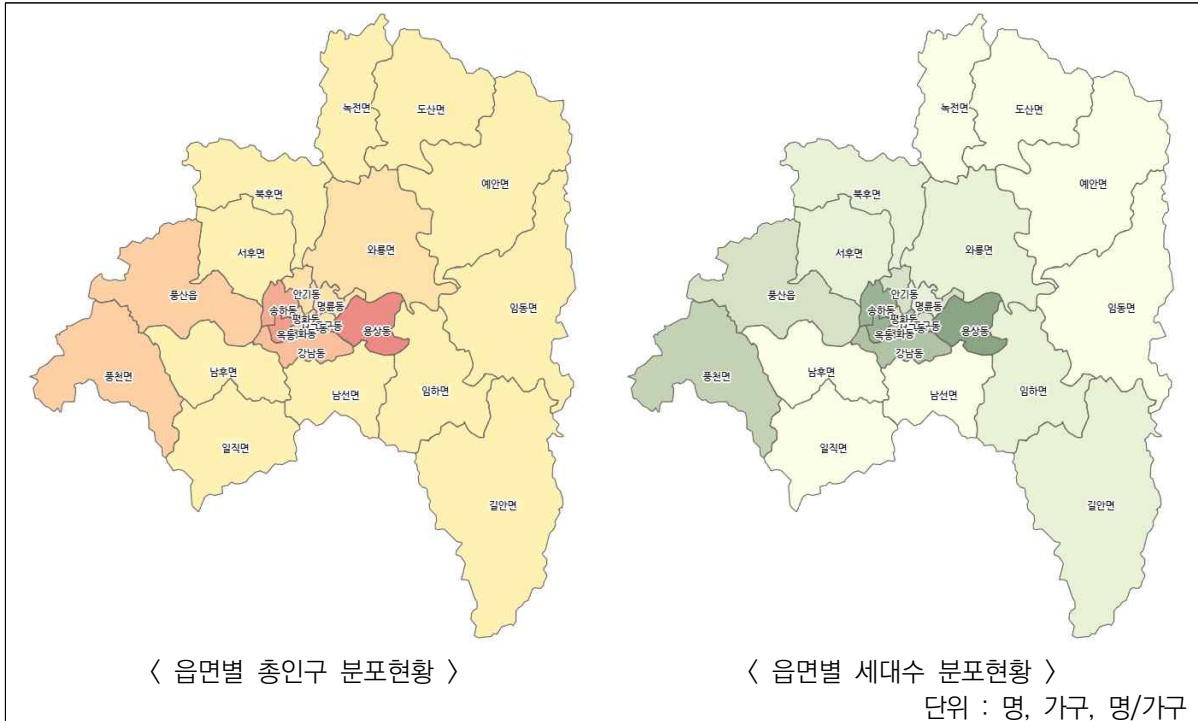 녹전면
도산면
북후면
예안면
와룡면
서후면
풍산읍
임동면
안기동
송하동
명륜동
평화동
용상동
옥동
강남동
풍천면
남후면
남선면
임하면
일직면
길안면
녹전면
도산면
북후면
예안면
와룡면
서후면
풍산읍
임동면
안기동
송하동
명륜동
평화동
용상동
옥동
강남동
풍천면
남후면
남선면
임하면
일직면
길안면
〈 읍면별 총인구 분포현황 〉
〈 읍면별 세대수 분포현황 〉
단위 : 명, 가구, 명/가구